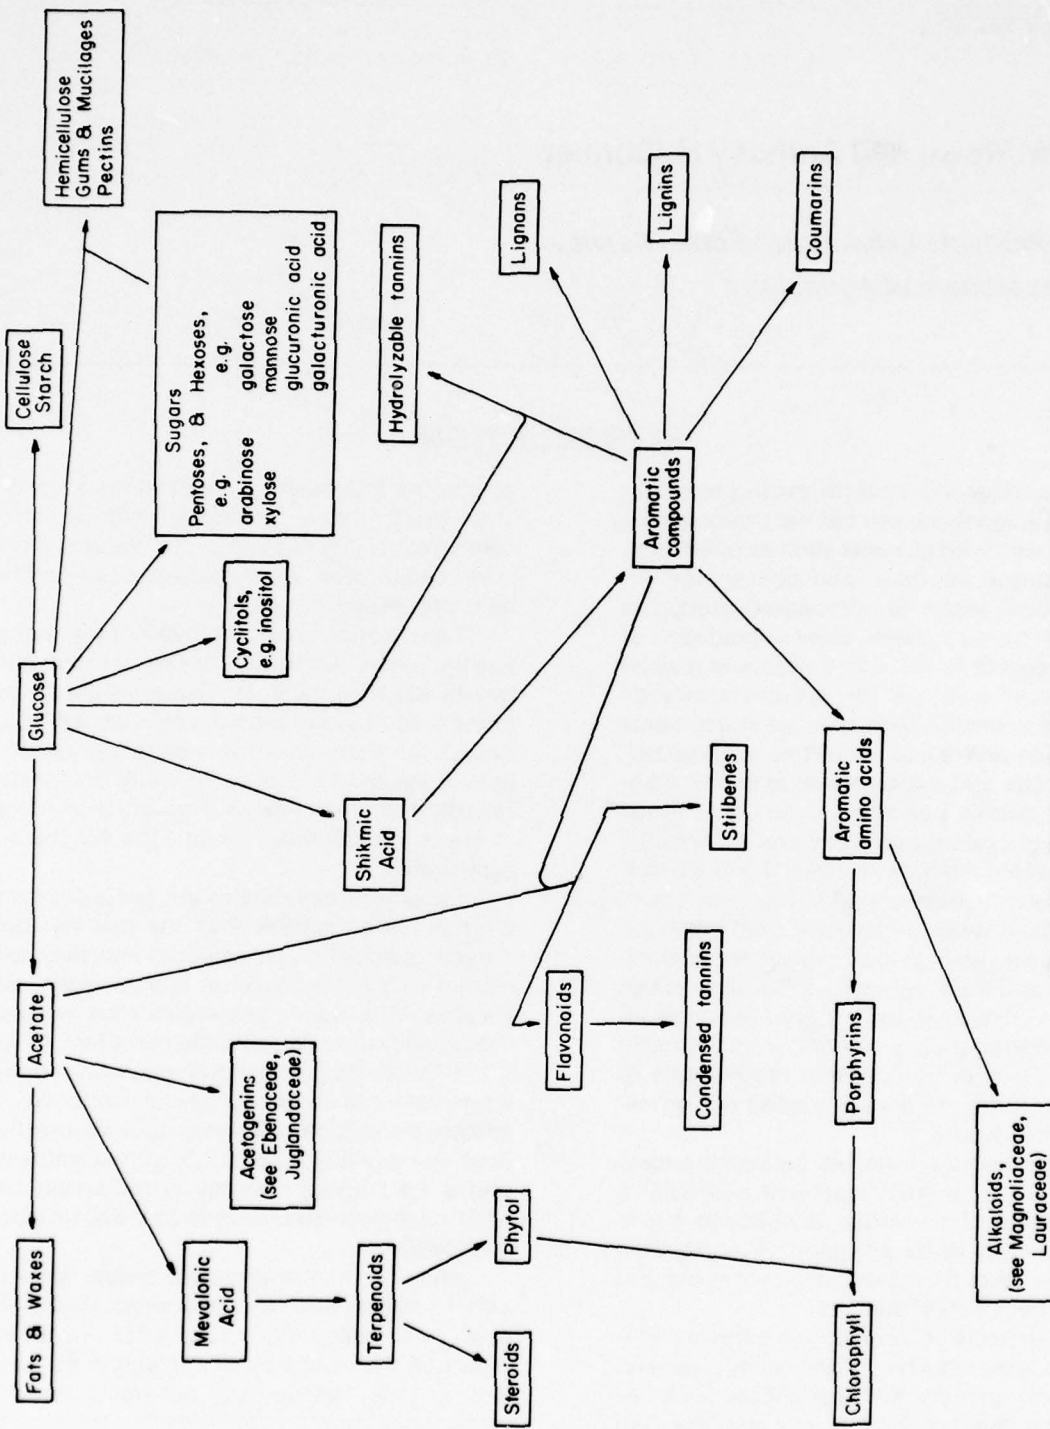 Fats & Waxes
Acetate
Glucose
Cellulose
Starch
Hemicellulose
Gums & Mucilages
Pectins
Mevalonic
Acid
Acetogenins
(see Ebenaceae,
Juglandaceae)
Shikmic
Acid
Cyclitols,
e.g. inositol
Sugars
Pentoses, & Hexoses,
e.g. e.g.
arabinose galactose
xylose mannose
glucuronic acid
galacturonic acid
Terpenoids
Hydrolyzable tannins
Steroids
Phytol
Flavonoids
Stilbenes
Aromatic
compounds
Lignans
Lignins
Coumarins
Condensed tannins
Chlorophyll
Porphyrins
Aromatic
amino acids
Alkaloids,
(see Magnoliaceae,
Lauraceae)